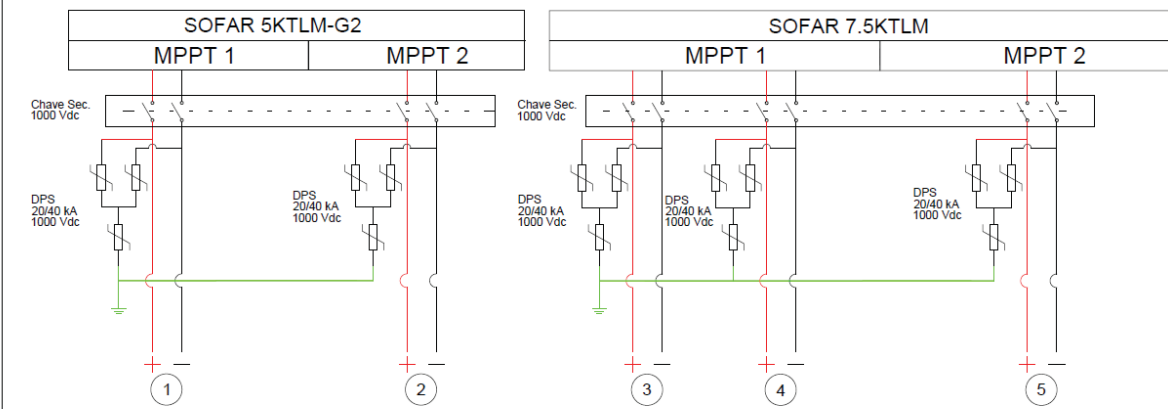 SOFAR 5KTLM-G2
MPPT 1
MPPT 2
Chave Sec.
1000 Vdc
DPS
20/40 kA
1000 Vdc
DPS
20/40 kA
1000 Vdc
+ −
1
+ −
2
SOFAR 7.5KTLM
MPPT 1
MPPT 2
Chave Sec.
1000 Vdc
DPS
20/40 kA
1000 Vdc
DPS
20/40 kA
1000 Vdc
DPS
20/40 kA
1000 Vdc
+ −
3
+ −
4
+ −
5